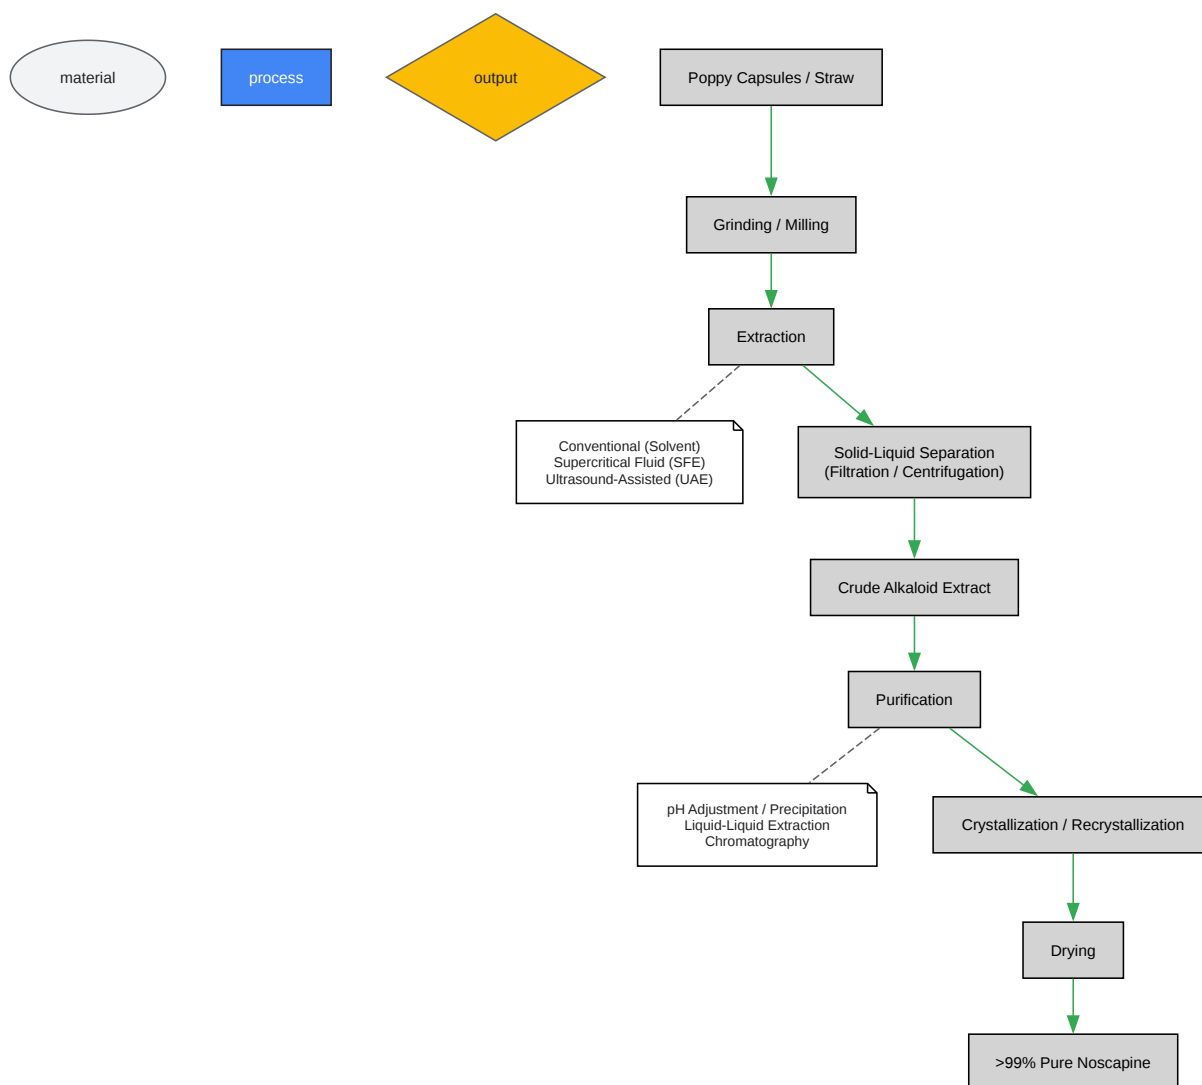 material
process
output
Poppy Capsules / Straw
Grinding / Milling
Extraction
Conventional (Solvent)
Supercritical Fluid (SFE)
Ultrasound-Assisted (UAE)
Solid-Liquid Separation
(Filtration / Centrifugation)
Crude Alkaloid Extract
Purification
pH Adjustment / Precipitation
Liquid-Liquid Extraction
Chromatography
Crystallization / Recrystallization
Drying
>99% Pure Noscapine